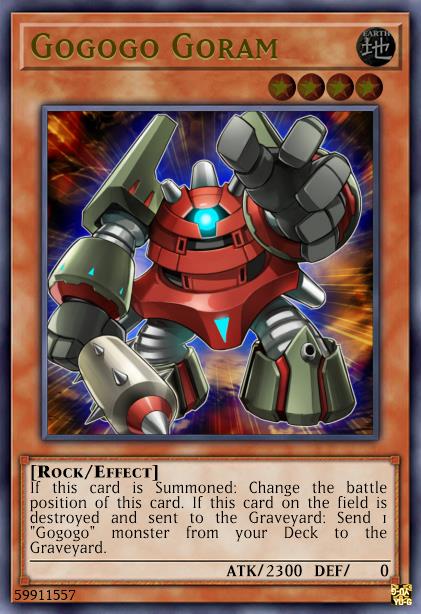 Gogogo Goram
EARTH
地
[Rock/Effect]
If this card is Summoned: Change the battle
position of this card. If this card on the field is
destroyed and sent to the Graveyard: Send 1
"Gogogo" monster from your Deck to the
Graveyard.
ATK/2300 DEF/ 0
59911557